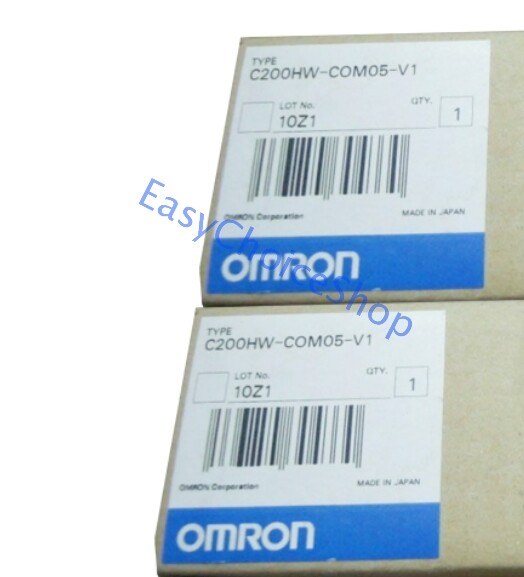 TYPE
C200HW-COM05-V1
LOT No.
QTY.
10Z1
1
OMRON Corporation
MADE IN JAPAN
OMRON
EasyChoiceShop
TYPE
C200HW-COM05-V1
LOT No.
QTY.
10Z1
1
OMRON Corporation
MADE IN JAPAN
OMRON